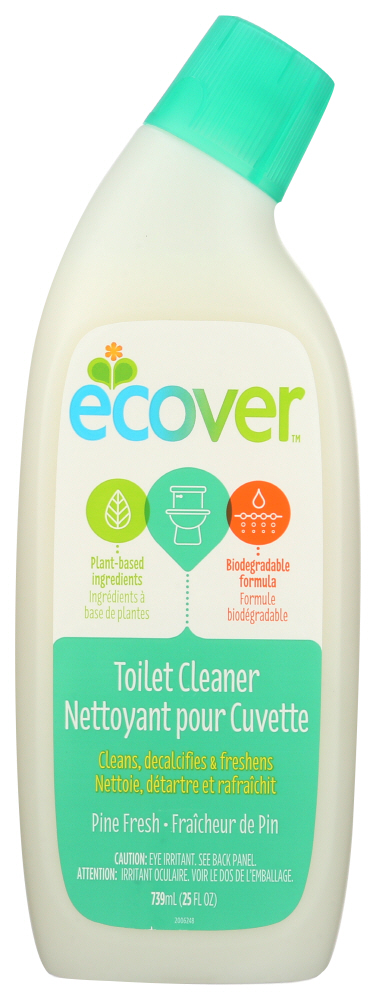 ecover™
Plant-based
ingredients
Ingrédients à
base de plantes
Biodegradable
formula
Formule
biodégradable
Toilet Cleaner
Nettoyant pour Cuvette
Cleans, decalcifies & freshens
Nettoie, détartre et rafraîchit
Pine Fresh • Fraîcheur de Pin
CAUTION: EYE IRRITANT. SEE BACK PANEL.
ATTENTION: IRRITANT OCULAIRE. VOIR LE DOS DE L'EMBALLAGE.
739mL (25 FL OZ)